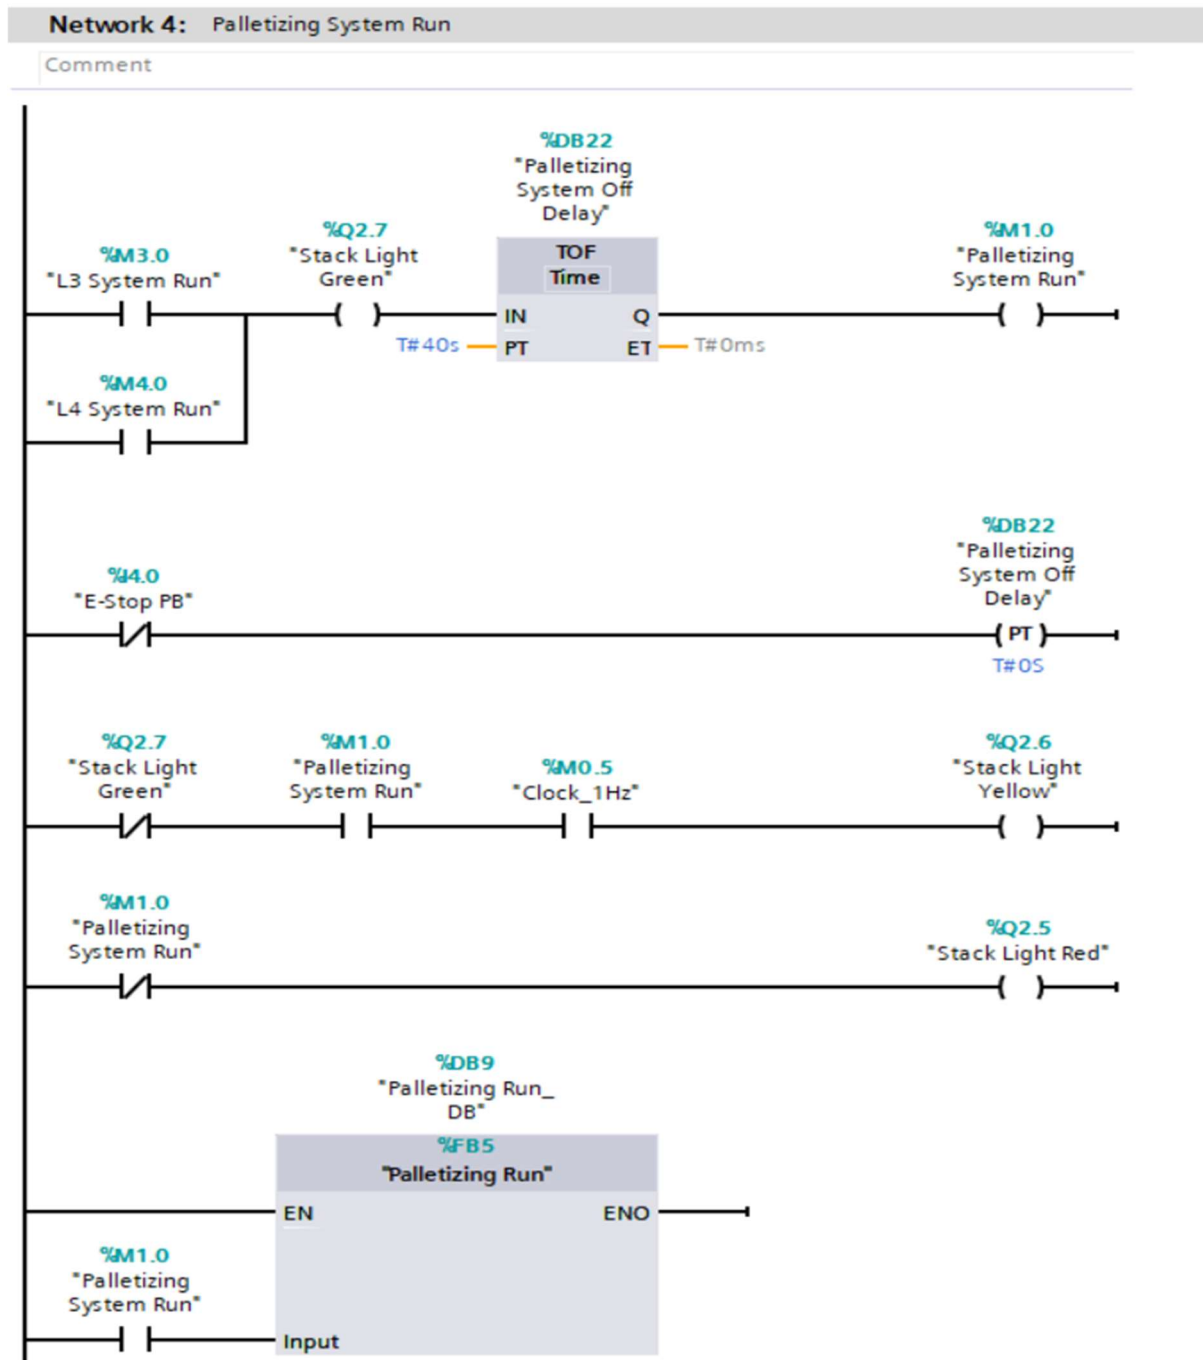 Network 4: Palletizing System Run
Comment
%DB22
"Palletizing
System Off
Delay"
%Q2.7
"Stack Light
Green"
%M1.0
"Palletizing
System Run"
%M3.0
"L3 System Run"
TOF
Time
IN Q
T#40s PT ET T#0ms
%M4.0
"L4 System Run"
%DB22
"Palletizing
System Off
Delay"
%I4.0
"E-Stop PB"
PT
T#0S
%Q2.7
"Stack Light
Green"
%M1.0
"Palletizing
System Run"
%M0.5
"Clock_1Hz"
%Q2.6
"Stack Light
Yellow"
%M1.0
"Palletizing
System Run"
%Q2.5
"Stack Light Red"
%DB9
"Palletizing Run_
DB"
%FB5
"Palletizing Run"
EN ENO
%M1.0
"Palletizing
System Run"
Input